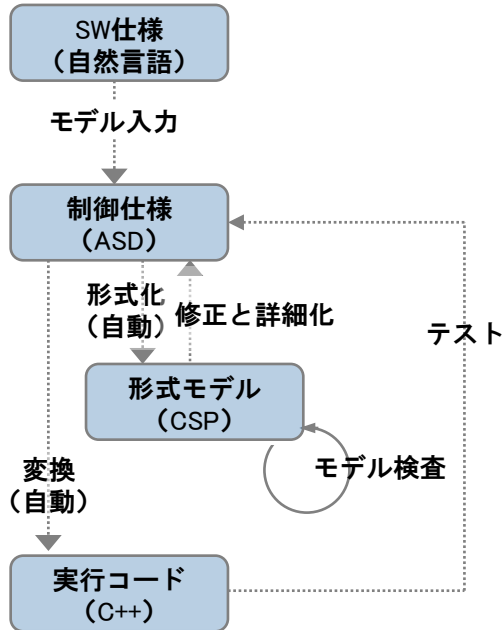 SW仕様
（自然言語）
モデル入力
制御仕様
（ASD）
形式化
（自動）
修正と詳細化
テスト
形式モデル
（CSP）
モデル検査
変換
（自動）
実行コード
（C++）